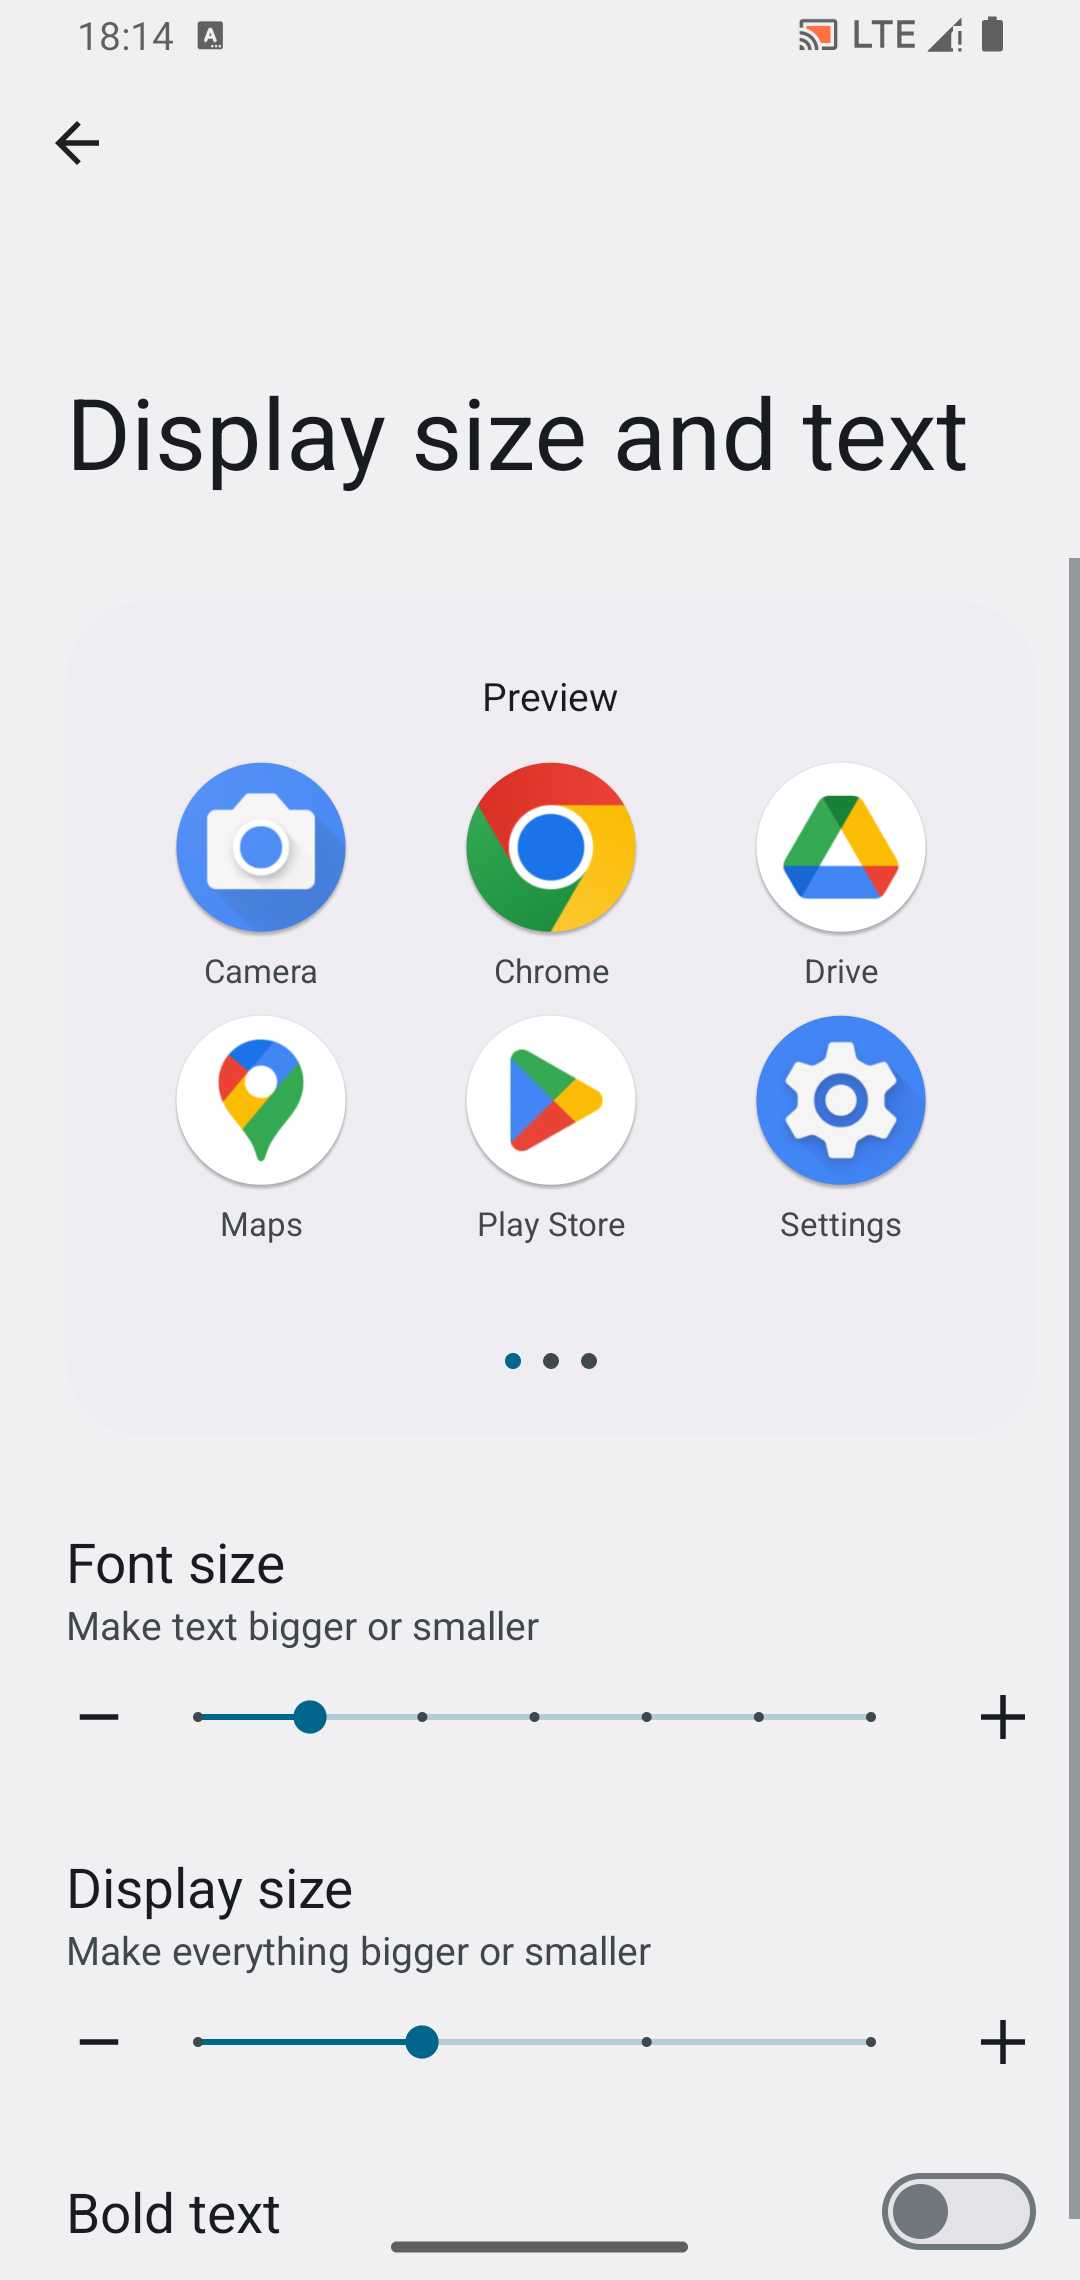 18:14
LTE
Display size and text
Preview
Camera
Chrome
Drive
Maps
Play Store
Settings
Font size
Make text bigger or smaller
Display size
Make everything bigger or smaller
Bold text